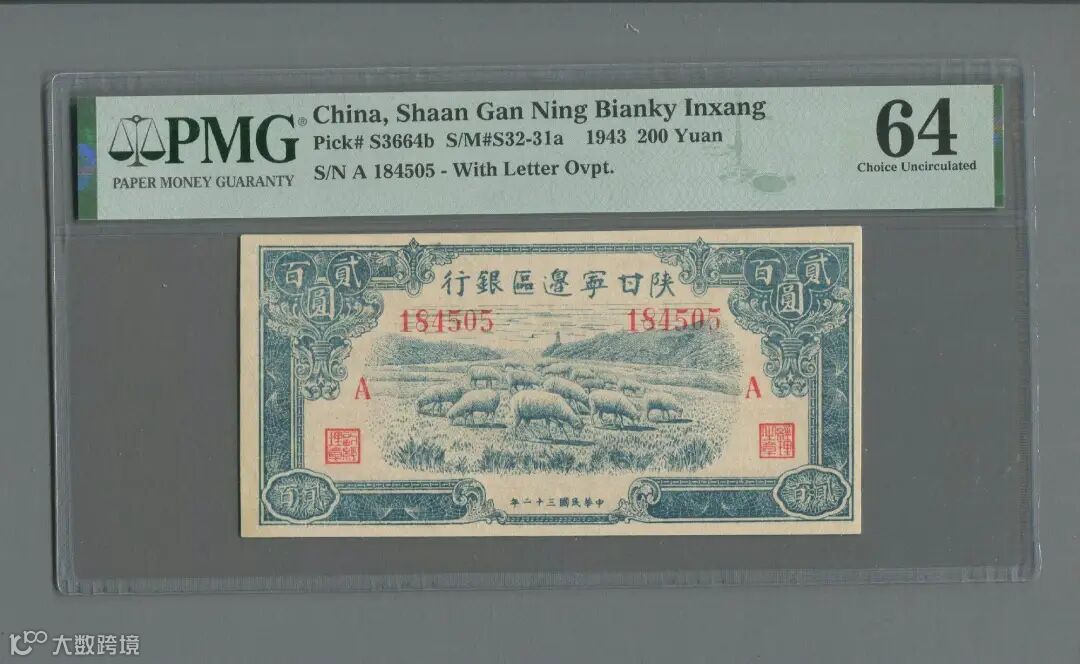 PMG®
PAPER MONEY GUARANTY
China, Shaan Gan Ning Bianky Inxang
Pick# S3664b S/M#S32-31a 1943 200 Yuan
S/N A 184505 - With Letter Ovpt.
64
Choice Uncirculated
行銀區邊寧甘陝
貳百圓
貳百圓
184505
184505
A
A
年二十三國民華中
百貳
百貳
大数跨境